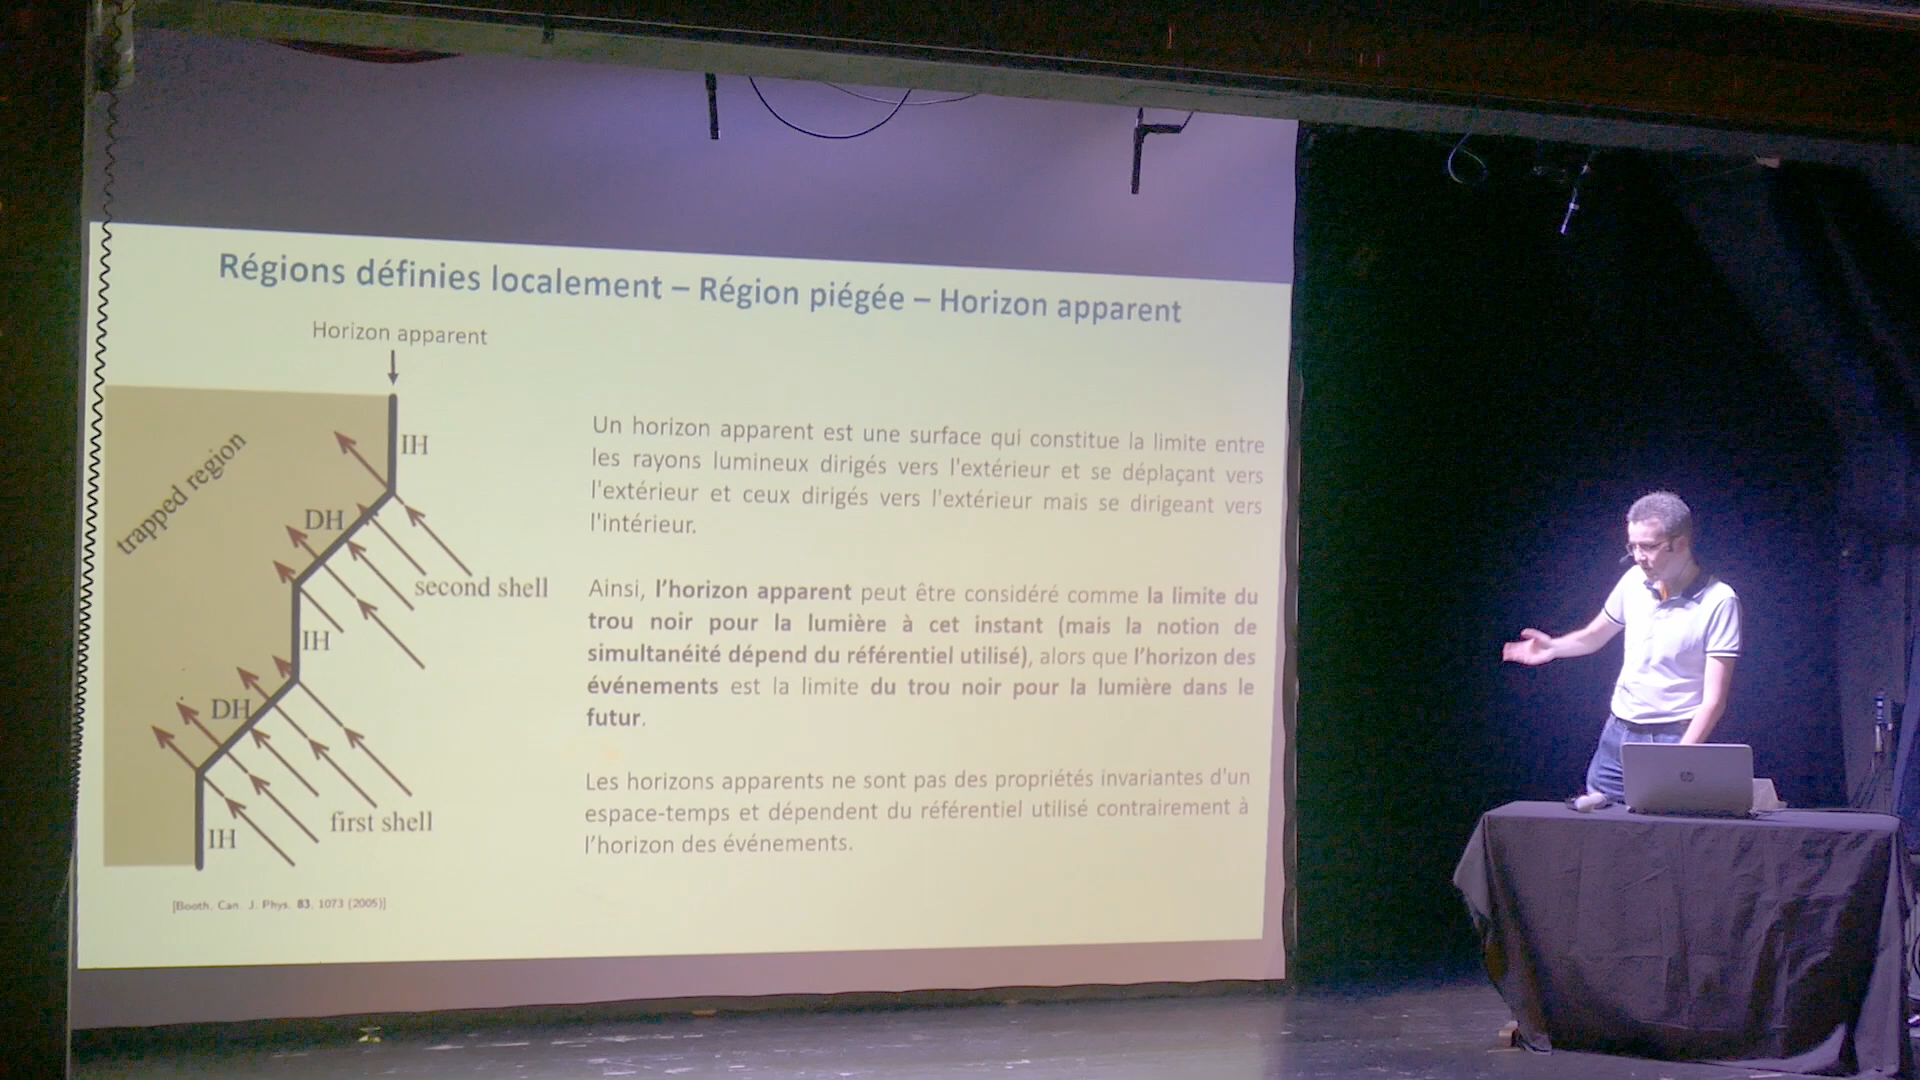 Régions définies localement – Région piégée – Horizon apparent
Horizon apparent
IH
trapped region
DH
second shell
IH
DH
first shell
IH
[Booth, Can. J. Phys. 83, 1073 (2005)]
Un horizon apparent est une surface qui constitue la limite entre
les rayons lumineux dirigés vers l'extérieur et se déplaçant vers
l'extérieur et ceux dirigés vers l'extérieur mais se dirigeant vers
l'intérieur.
Ainsi, l'horizon apparent peut être considéré comme la limite du
trou noir pour la lumière à cet instant (mais la notion de
simultanéité dépend du référentiel utilisé), alors que l'horizon des
événements est la limite du trou noir pour la lumière dans le
futur.
Les horizons apparents ne sont pas des propriétés invariantes d'un
espace-temps et dépendent du référentiel utilisé contrairement à
l'horizon des événements.
hp